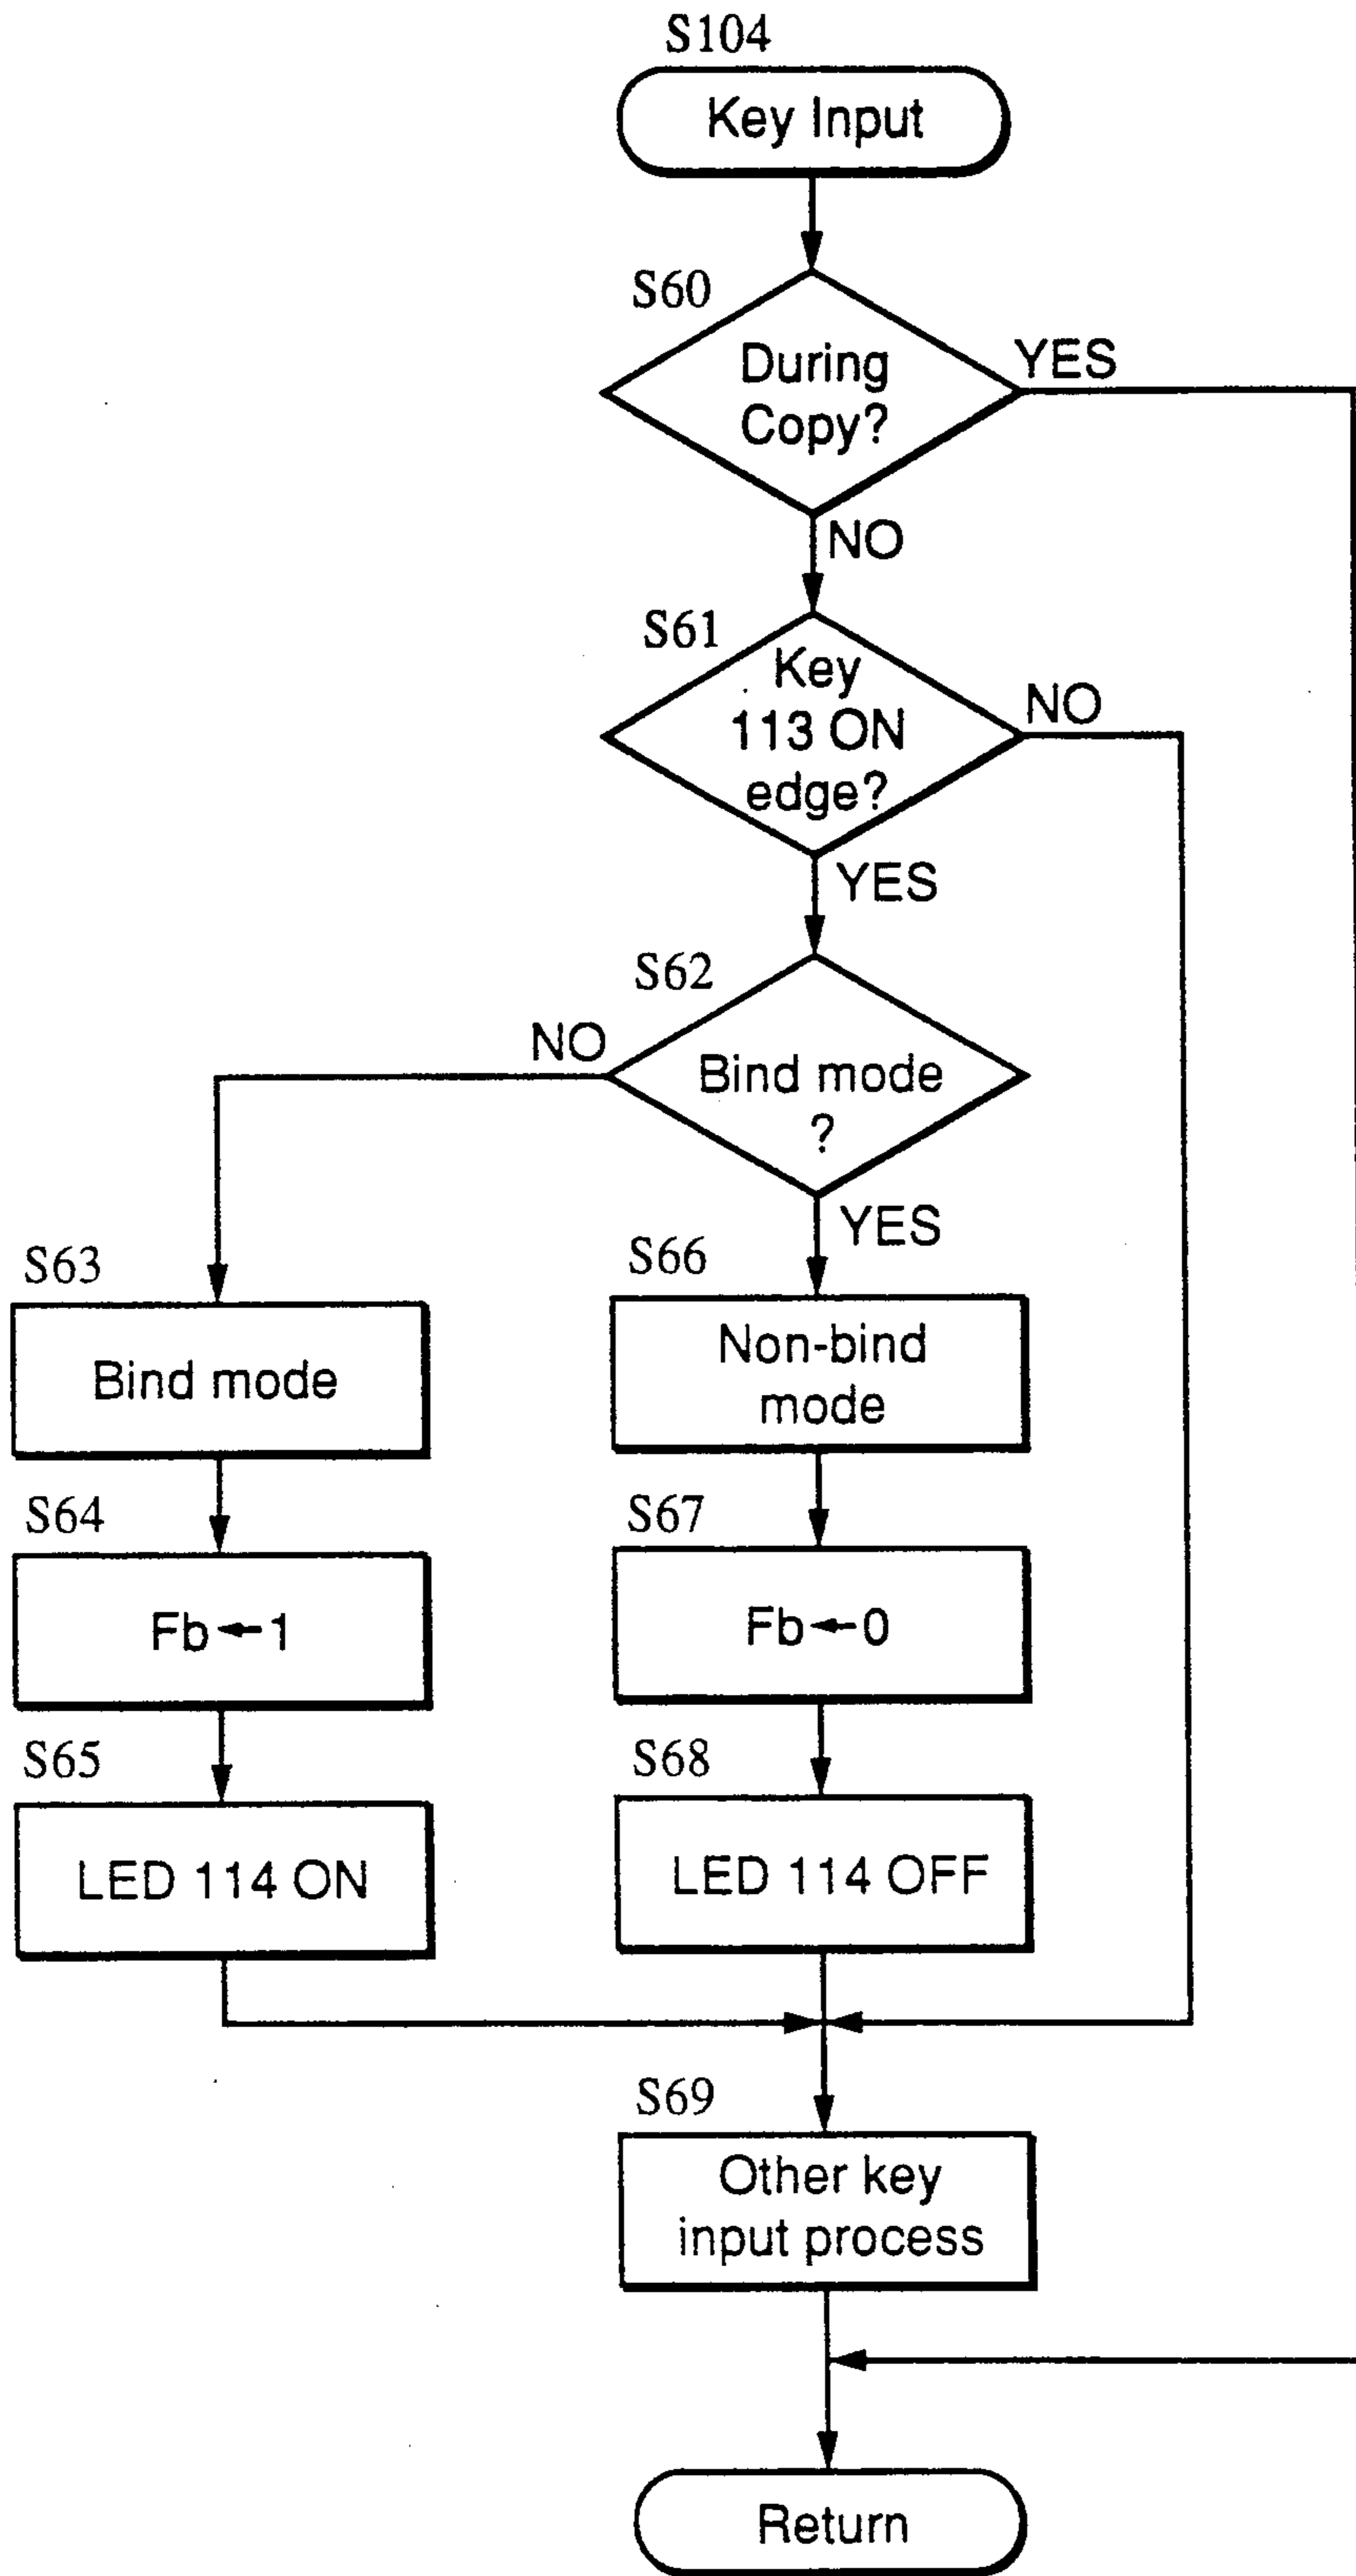 S104
Key Input
S60
During
Copy?
YES
NO
S61
Key
113 ON
edge?
NO
YES
S62
NO
Bind mode
?
YES
S63
Bind mode
S66
Non-bind
mode
S64
Fb←1
S67
Fb←0
S65
LED 114 ON
S68
LED 114 OFF
S69
Other key
input process
Return